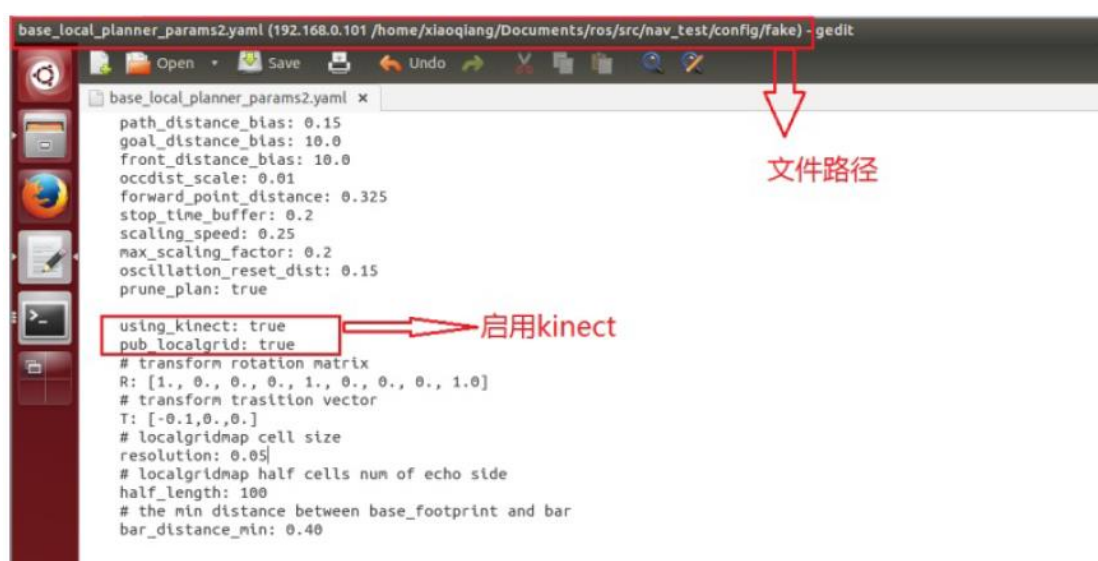 base_local_planner_params2.yaml (192.168.0.101 /home/xiaoqiang/Documents/ros/src/nav_test/config/fake) - gedit
Open Save Undo
base_local_planner_params2.yaml ×
path_distance_bias: 0.15
goal_distance_bias: 10.0
front_distance_bias: 10.0
文件路径
occdist_scale: 0.01
forward_point_distance: 0.325
stop_time_buffer: 0.2
scaling_speed: 0.25
max_scaling_factor: 0.2
oscillation_reset_dist: 0.15
prune_plan: true
using_kinect: true
启用kinect
pub_localgrid: true
# transform rotation matrix
R: [1., 0., 0., 0., 1., 0., 0., 0., 1.0]
# transform trasition vector
T: [-0.1,0.,0.]
# localgridmap cell size
resolution: 0.05
# localgridmap half cells num of echo side
half_length: 100
# the min distance between base_footprint and bar
bar_distance_min: 0.40